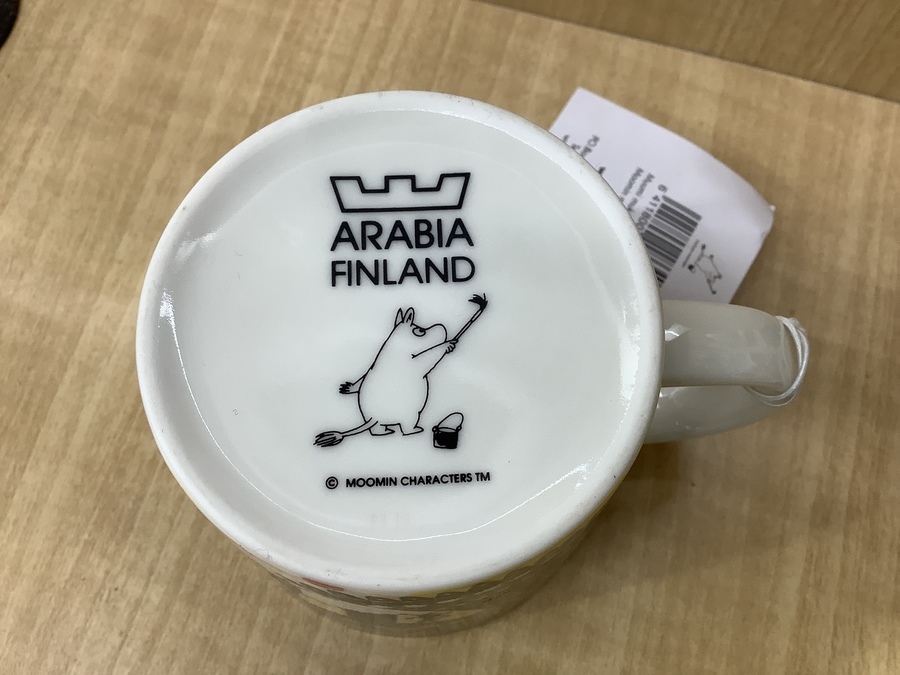 ARABIA
FINLAND
© MOOMIN CHARACTERS TM